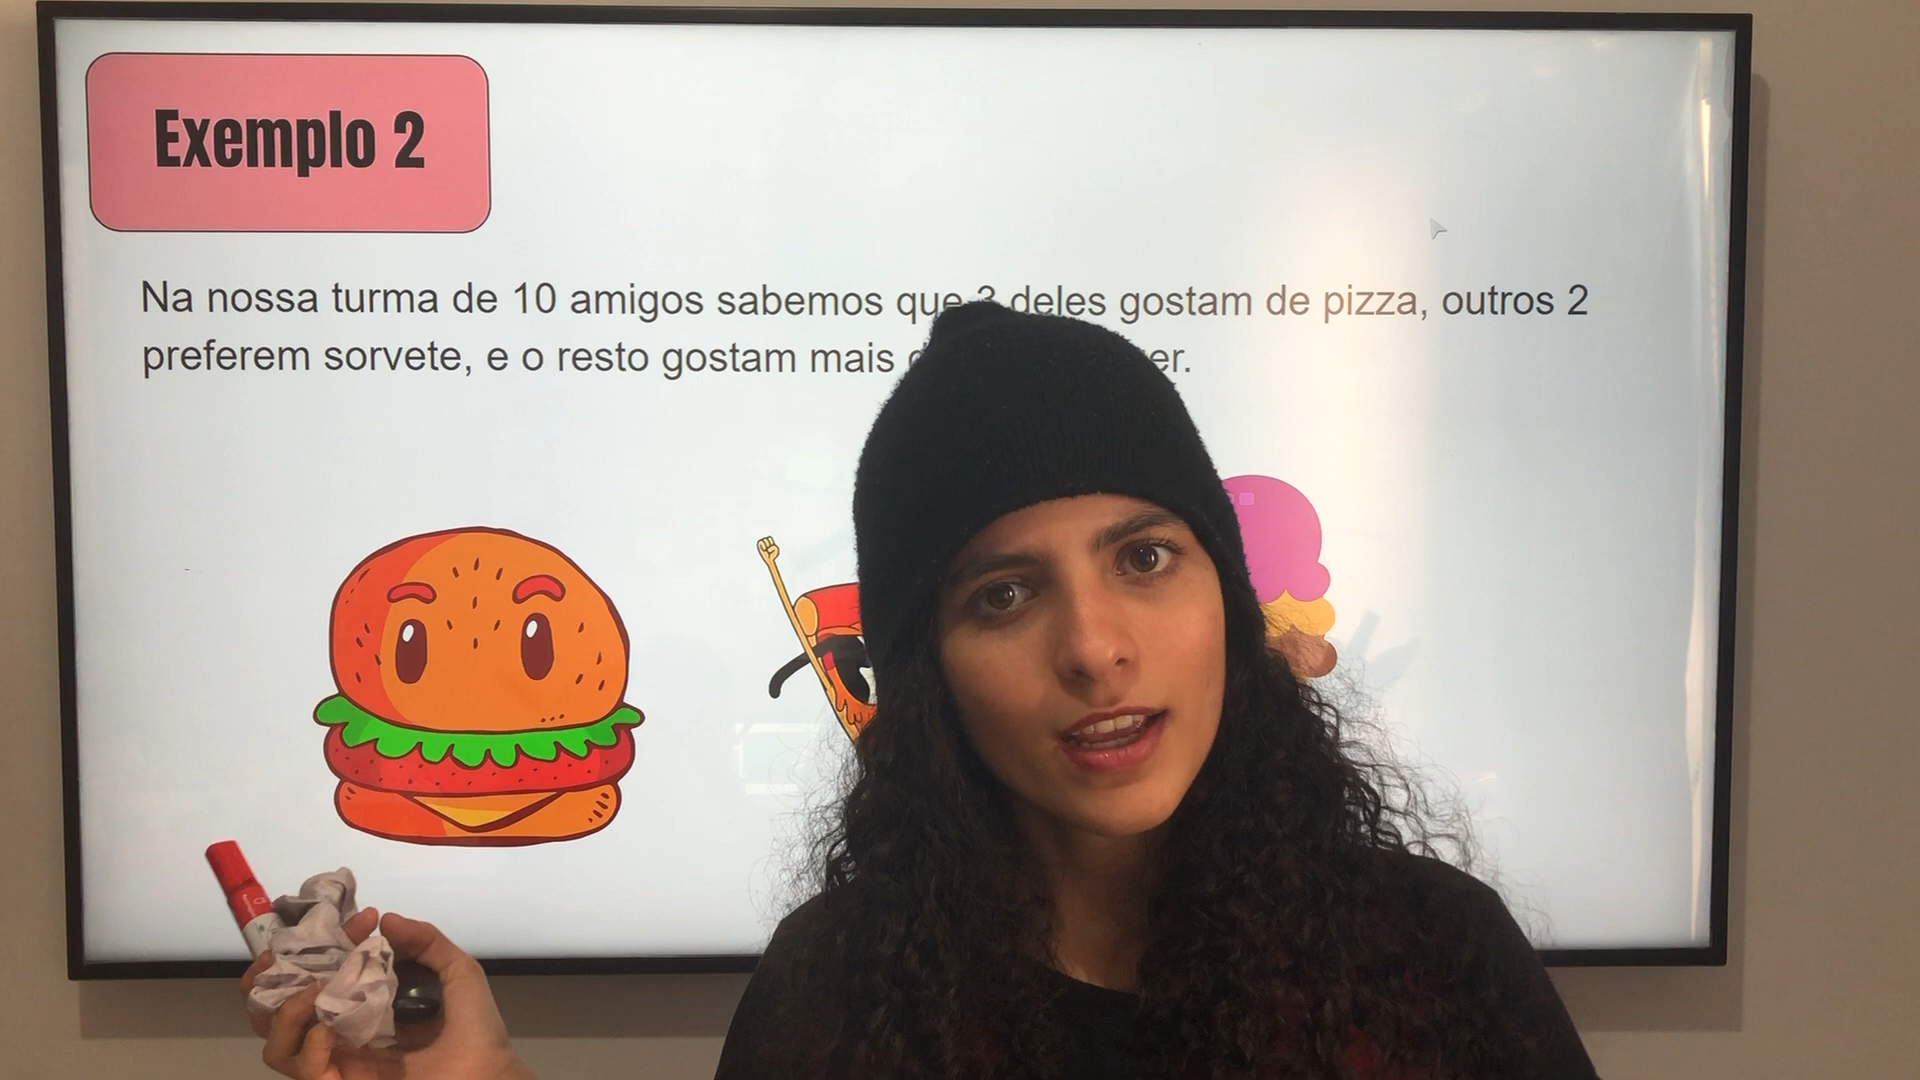 Exemplo 2
Na nossa turma de 10 amigos sabemos que 3 deles gostam de pizza, outros 2
preferem sorvete, e o resto gostam mais